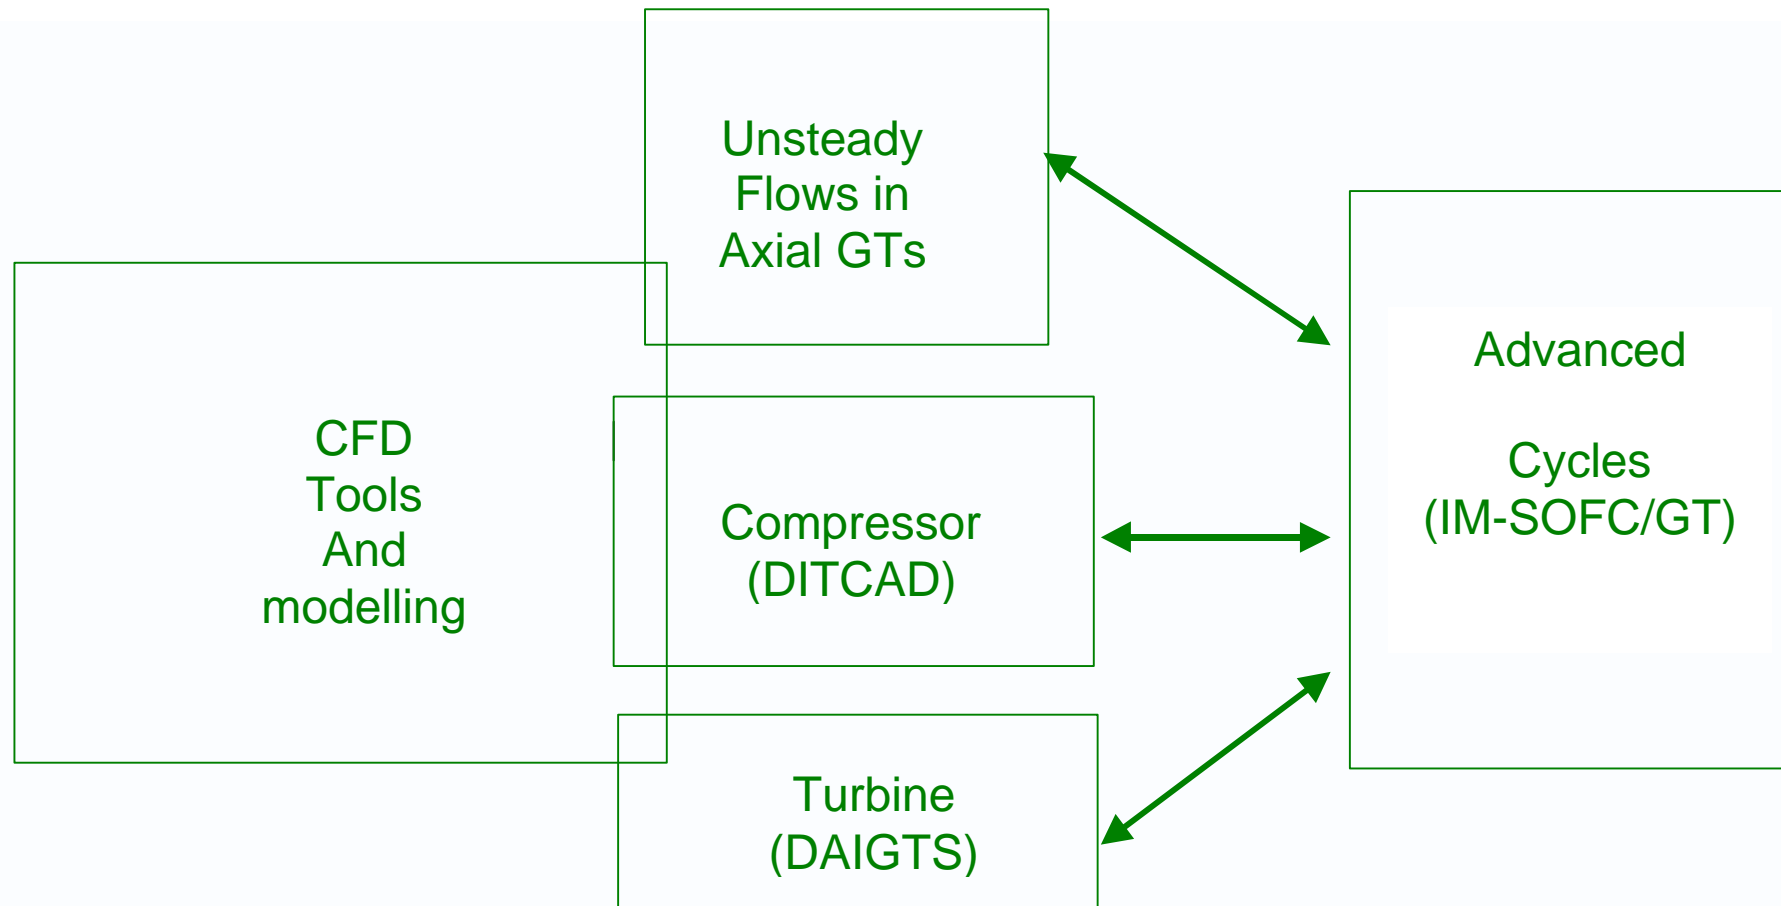 Unsteady
Flows in
Axial GTs
CFD
Tools
And
modelling
Compressor
(DITCAD)
Turbine
(DAIGTS)
Advanced
Cycles
(IM-SOFC/GT)